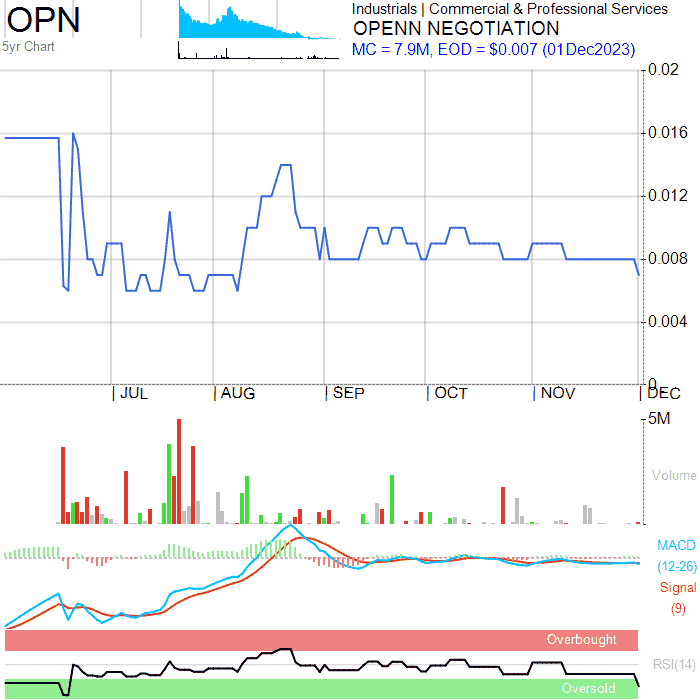 OPN
5yr Chart
Industrials | Commercial & Professional Services
OPENN NEGOTIATION
MC = 7.9M, EOD = $0.007 (01Dec2023)
0.02
0.016
0.012
0.008
0.004
0
| JUL | AUG | SEP | OCT | NOV | DEC
5M
Volume
MACD
(12-26)
Signal
(9)
Overbought
RSI(14)
Oversold